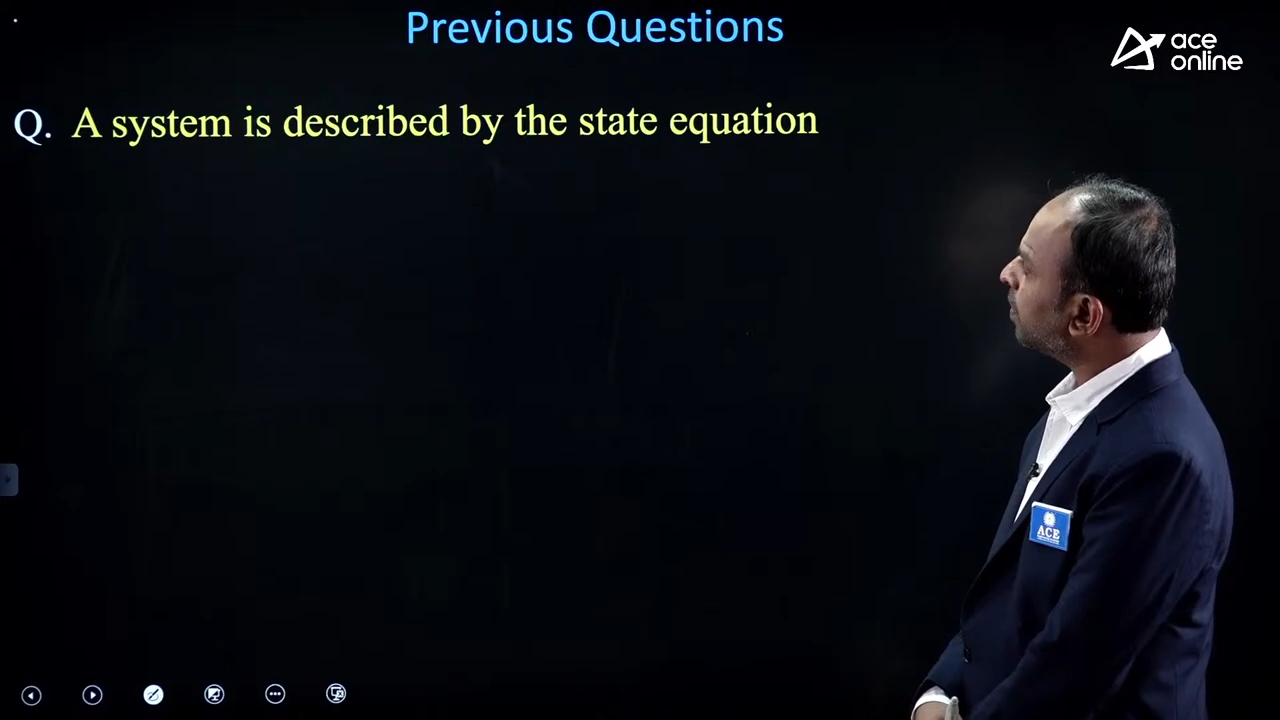 Previous Questions
ace
online
Q. A system is described by the state equation
ACE